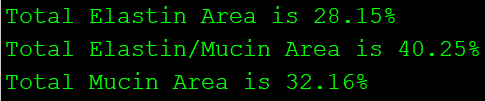 Total Elastin Area is 28.15%
Total Elastin/Mucin Area is 40.25%
Total Mucin Area is 32.16%